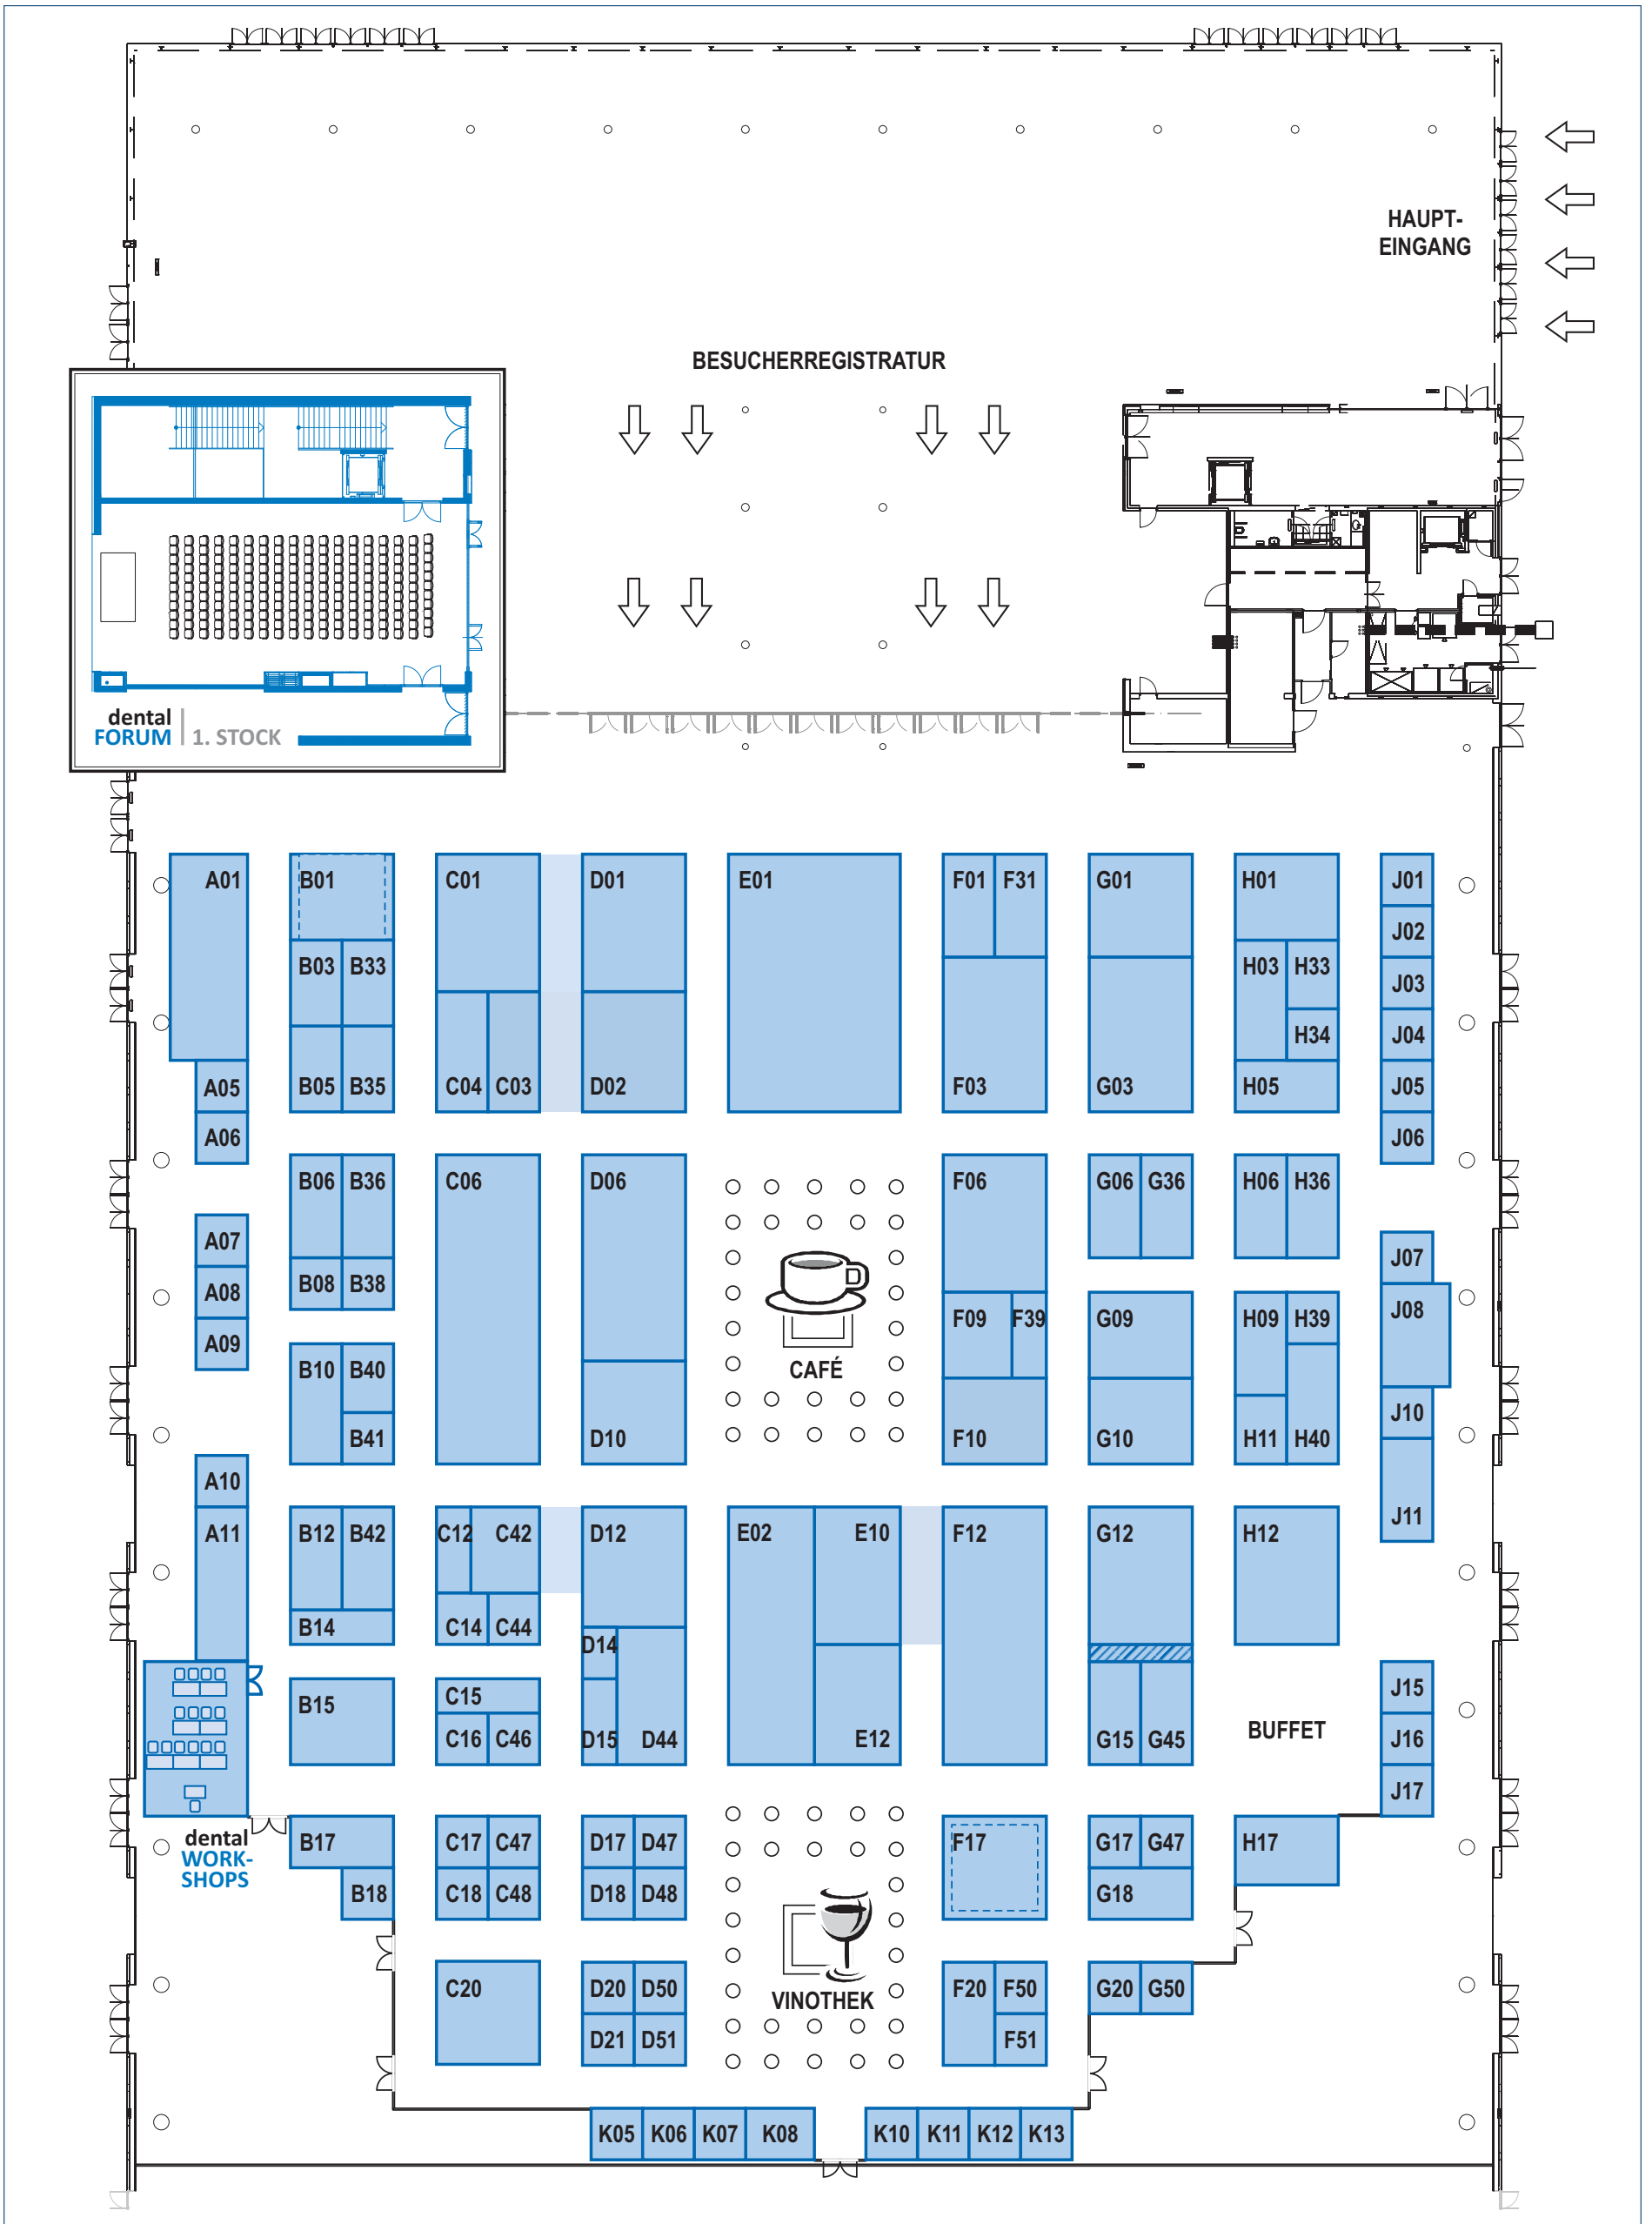 HAUPT-
EINGANG
BESUCHERREGISTRATUR
dental
FORUM 1. STOCK
A01 B01 C01 D01 E01 F01 F31 G01 H01 J01
J02
B03 B33 H03 H33 J03
H34 J04
A05 B05 B35 C04 C03 D02 F03 G03 H05 J05
A06 J06
B06 B36 C06 D06 F06 G06 G36 H06 H36
A07 J07
A08 B08 B38 J08
A09 F09 F39 G09 H09 H39
CAFÉ
B10 B40
B41 D10 F10 G10 H11 H40 J10
A10
A11 B12 B42 C12 C42 D12 E02 E10 F12 G12 H12 J11
B14 C14 C44
D14
B15 C15 J15
C16 C46 D15 D44 E12 G15 G45 BUFFET J16
J17
dental
WORK-
SHOPS
B17 C17 C47 D17 D47 F17 G17 G47 H17
B18 C18 C48 D18 D48 G18
C20 D20 D50 VINOTHEK F20 F50 G20 G50
D21 D51 F51
K05 K06 K07 K08 K10 K11 K12 K13